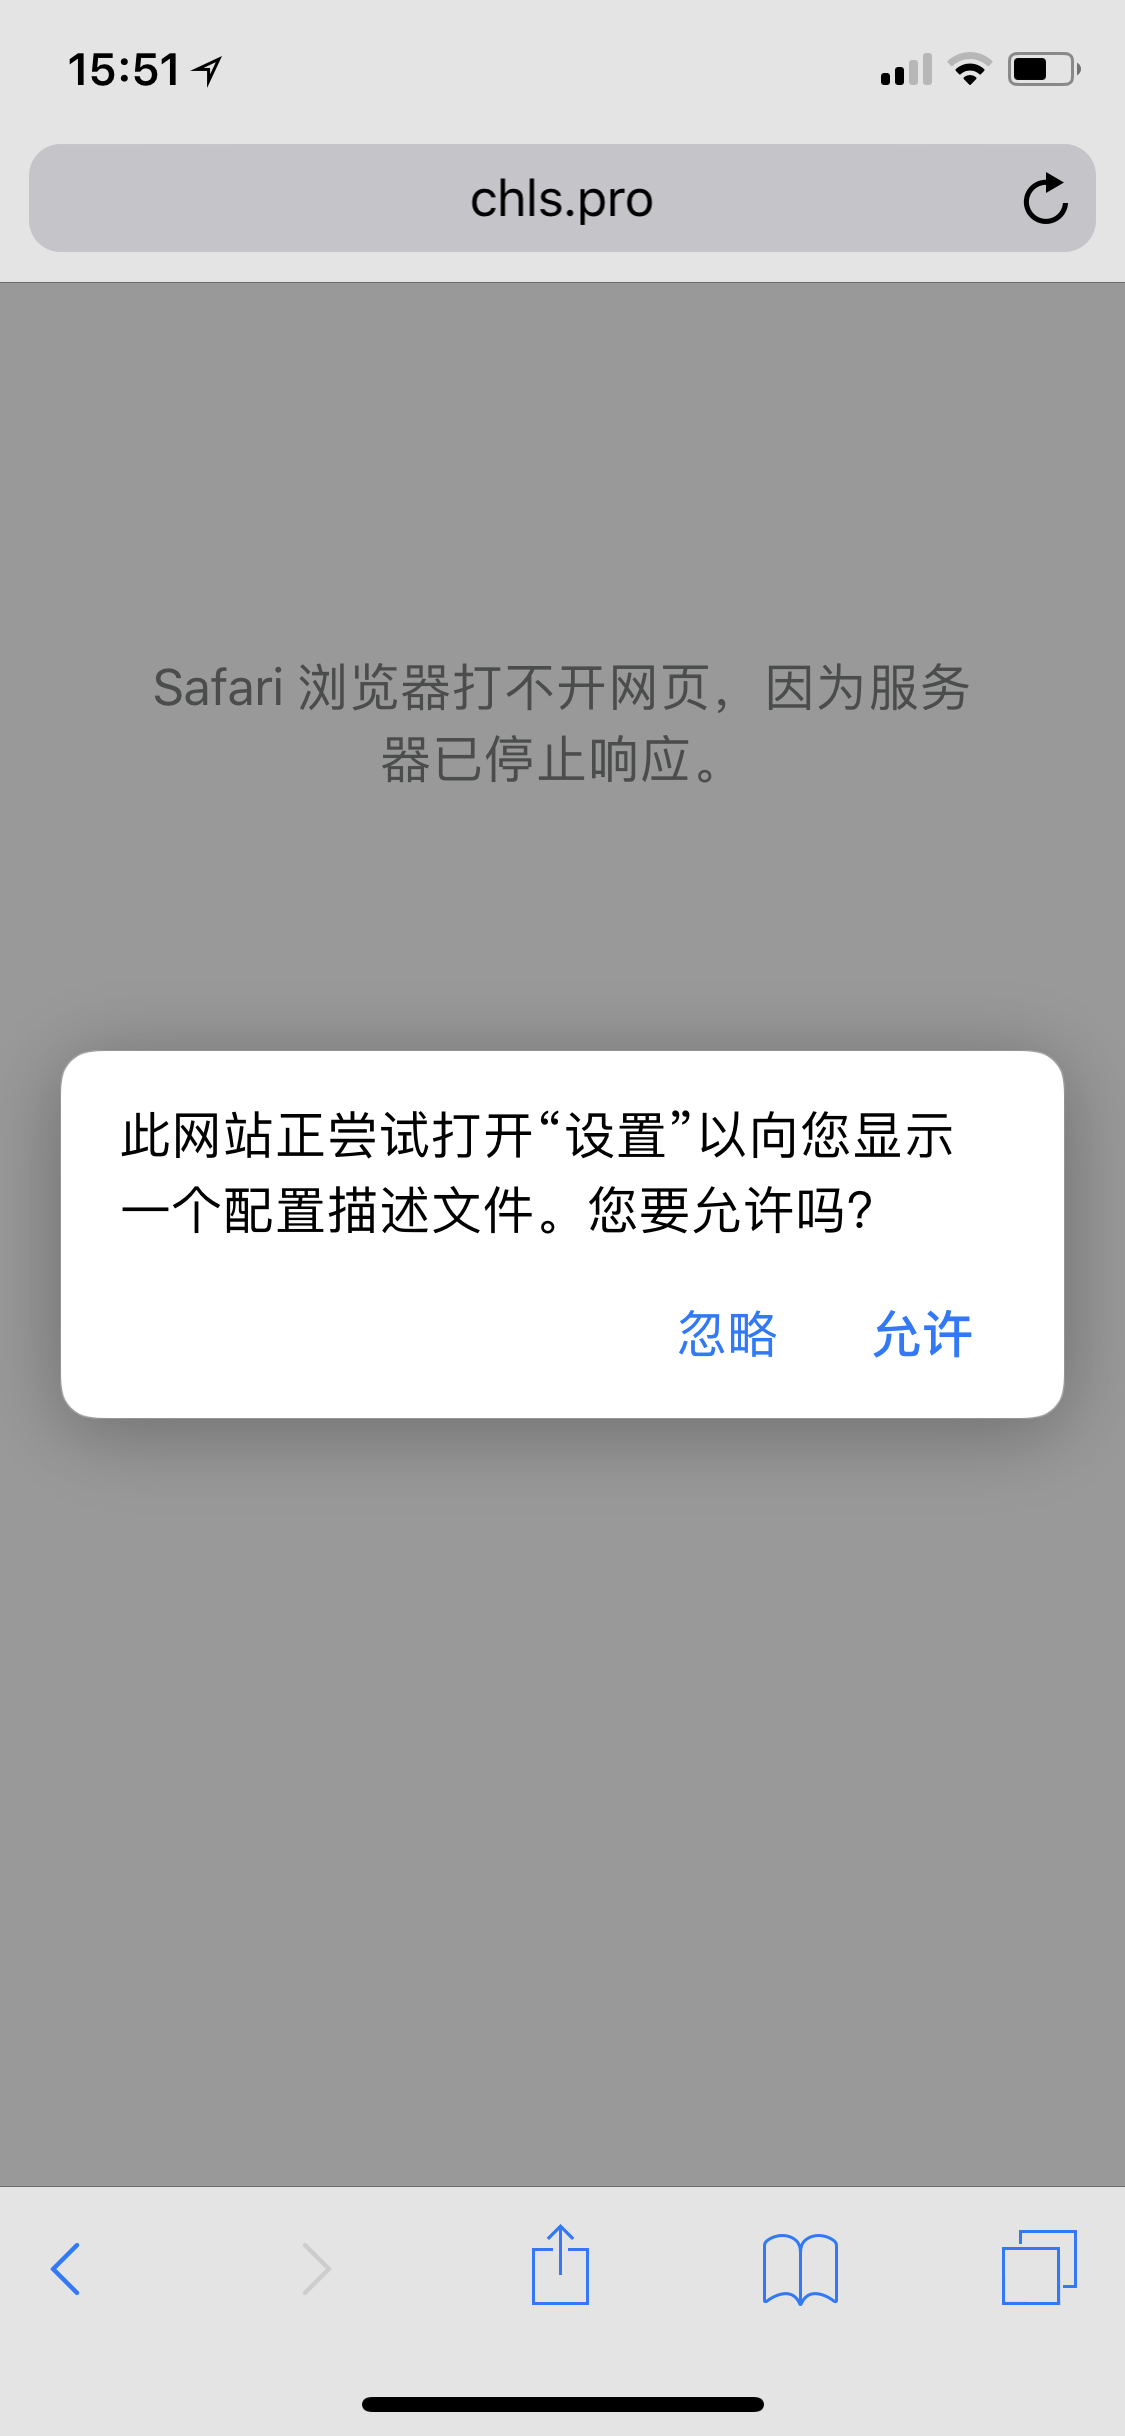 15:51
chls.pro
Safari 浏览器打不开网页，因为服务
器已停止响应。
此网站正尝试打开“设置”以向您显示
一个配置描述文件。您要允许吗?
忽略 允许